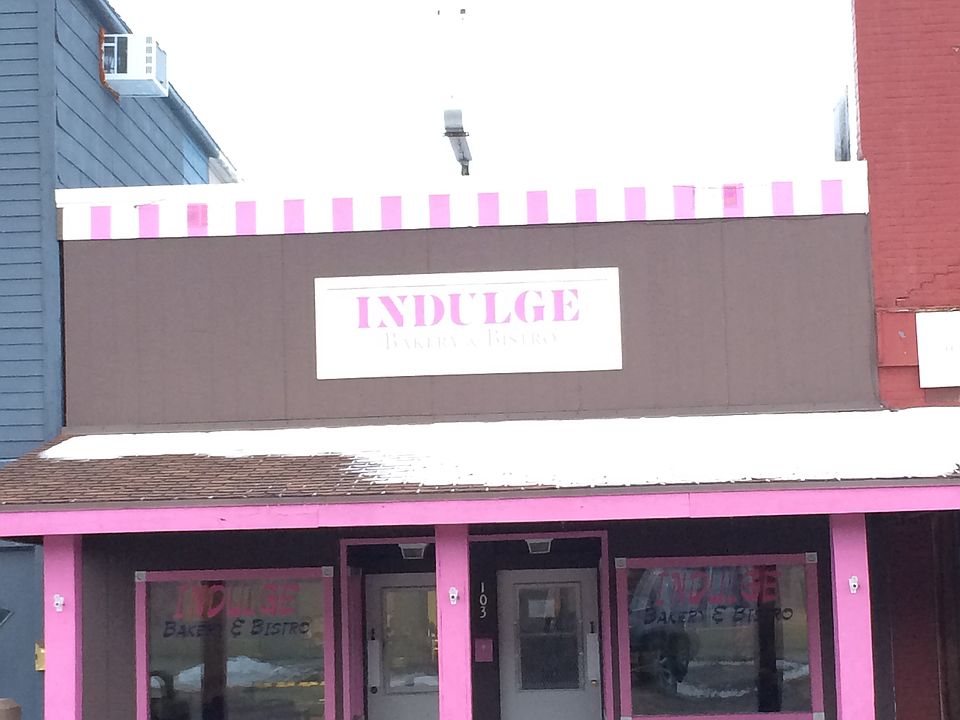 INDULGE
BAKERY & BISTRO
INDULGE
BAKERY & BISTRO
103
INDULGE
BAKERY & BISTRO